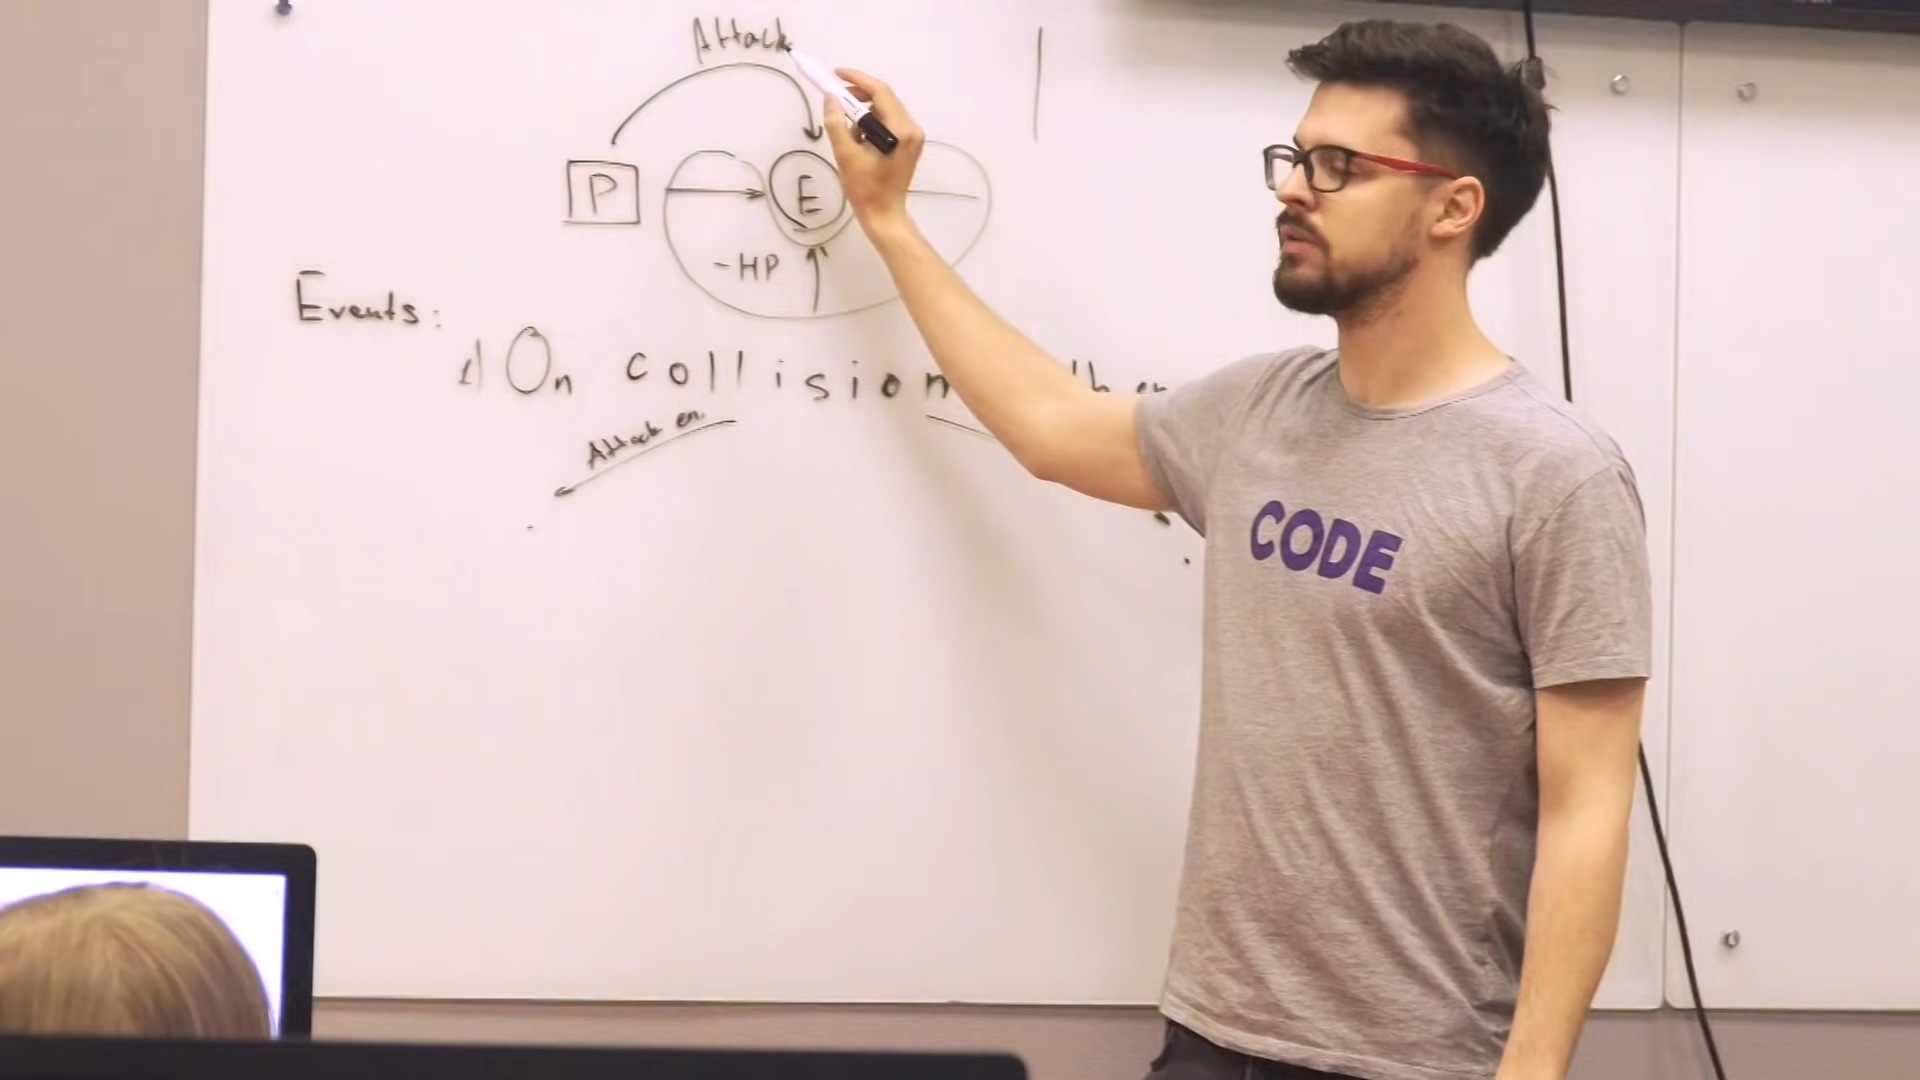 Attack
P
E
-HP
Events:
1) On collision
Attack en.
CODE